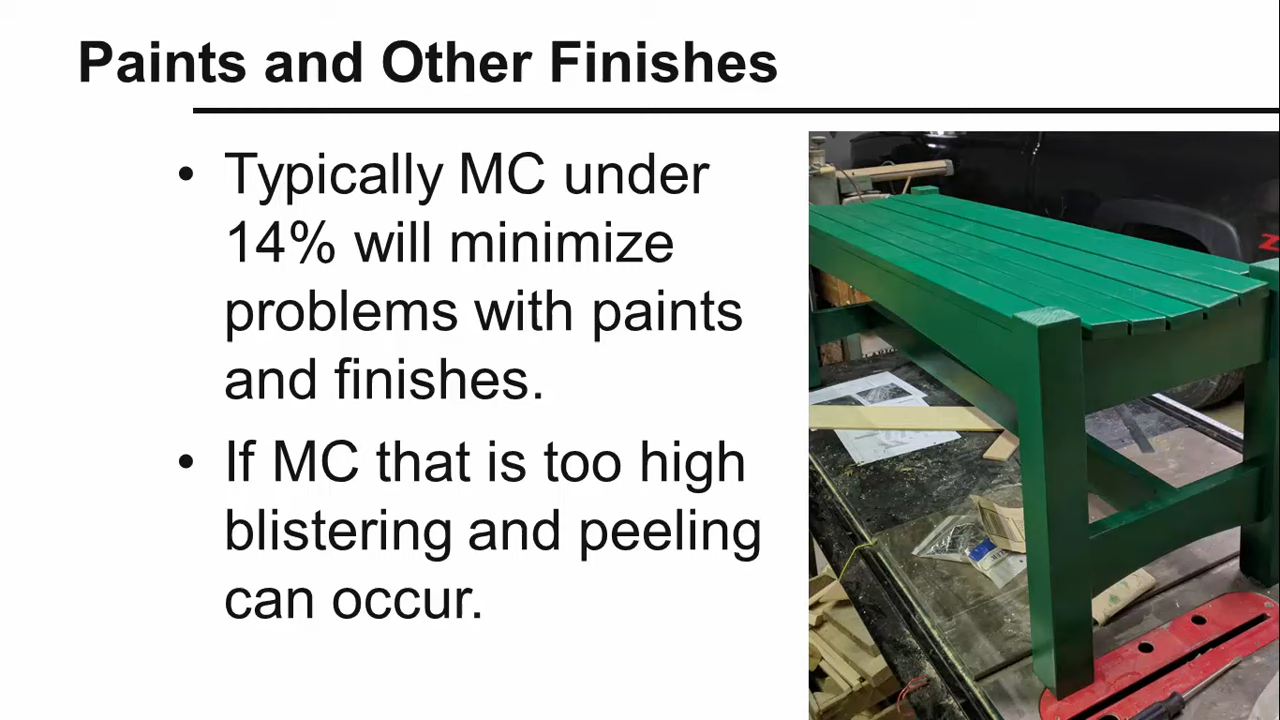 Paints and Other Finishes
• Typically MC under
14% will minimize
problems with paints
and finishes.
• If MC that is too high
blistering and peeling
can occur.